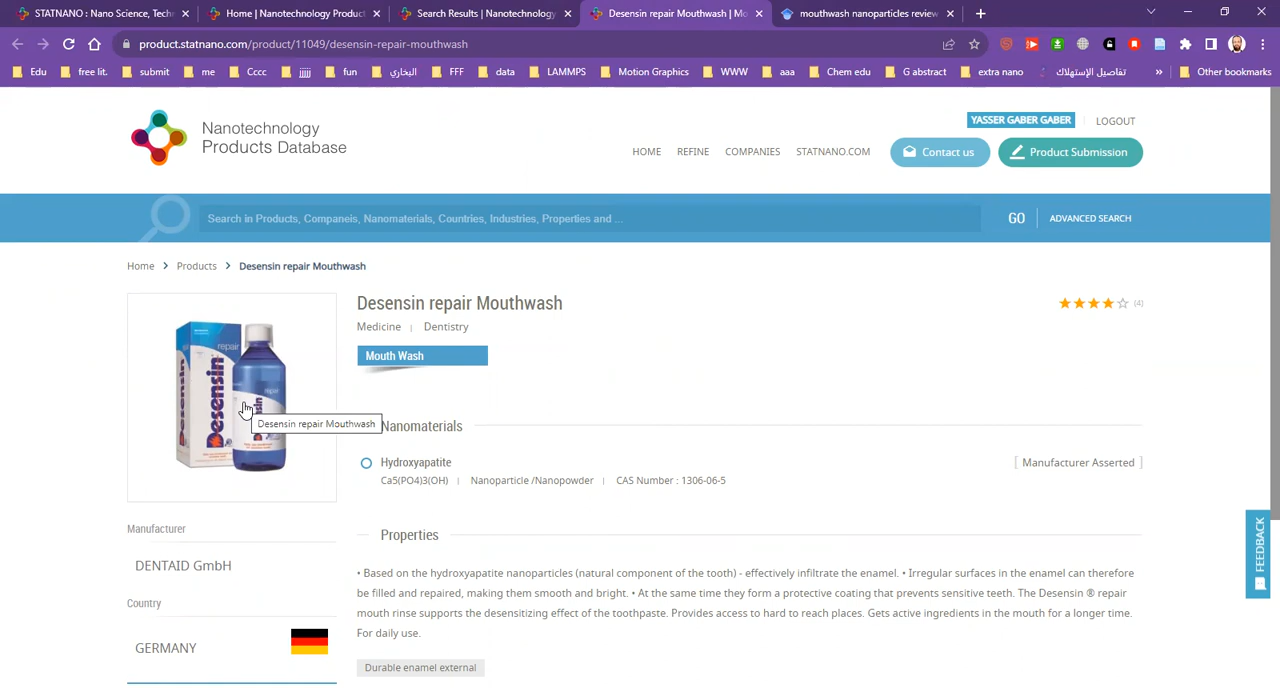 STATNANO : Nano Science, Techn
Home | Nanotechnology Product
Search Results | Nanotechnology
Desensin repair Mouthwash | Mo
mouthwash nanoparticles review
product.statnano.com/product/11049/desensin-repair-mouthwash
Edu free lit. submit me Cccc jjjjj fun البخاري FFF data LAMMPS Motion Graphics WWW aaa Chem edu G abstract extra nano تفاصيل الإستهلاك » Other bookmarks
YASSER GABER GABER LOGOUT
Nanotechnology
Products Database
HOME REFINE COMPANIES STATNANO.COM Contact us Product Submission
Search in Products, Companeis, Nanomaterials, Countries, Industries, Properties and ... GO ADVANCED SEARCH
Home > Products > Desensin repair Mouthwash
Desensin repair Mouthwash
(4)
Medicine | Dentistry
Mouth Wash
repair
Desensin
repair
Desensin repair Mouthwash
Nanomaterials
Hydroxyapatite [ Manufacturer Asserted ]
Ca5(PO4)3(OH) | Nanoparticle /Nanopowder | CAS Number : 1306-06-5
Manufacturer
DENTAID GmbH
Country
GERMANY
Properties
• Based on the hydroxyapatite nanoparticles (natural component of the tooth) - effectively infiltrate the enamel. • Irregular surfaces in the enamel can therefore
be filled and repaired, making them smooth and bright. • At the same time they form a protective coating that prevents sensitive teeth. The Desensin ® repair
mouth rinse supports the desensitizing effect of the toothpaste. Provides access to hard to reach places. Gets active ingredients in the mouth for a longer time.
For daily use.
Durable enamel external
FEEDBACK